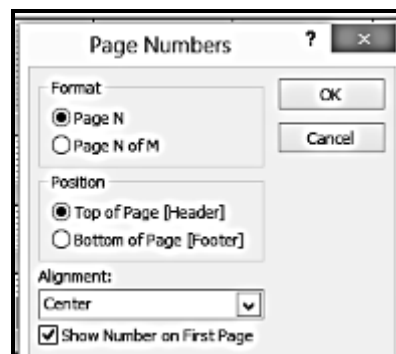 Page Numbers ? ×
Format
Page N
Page N of M
OK
Cancel
Position
Top of Page [Header]
Bottom of Page [Footer]
Alignment:
Center
Show Number on First Page